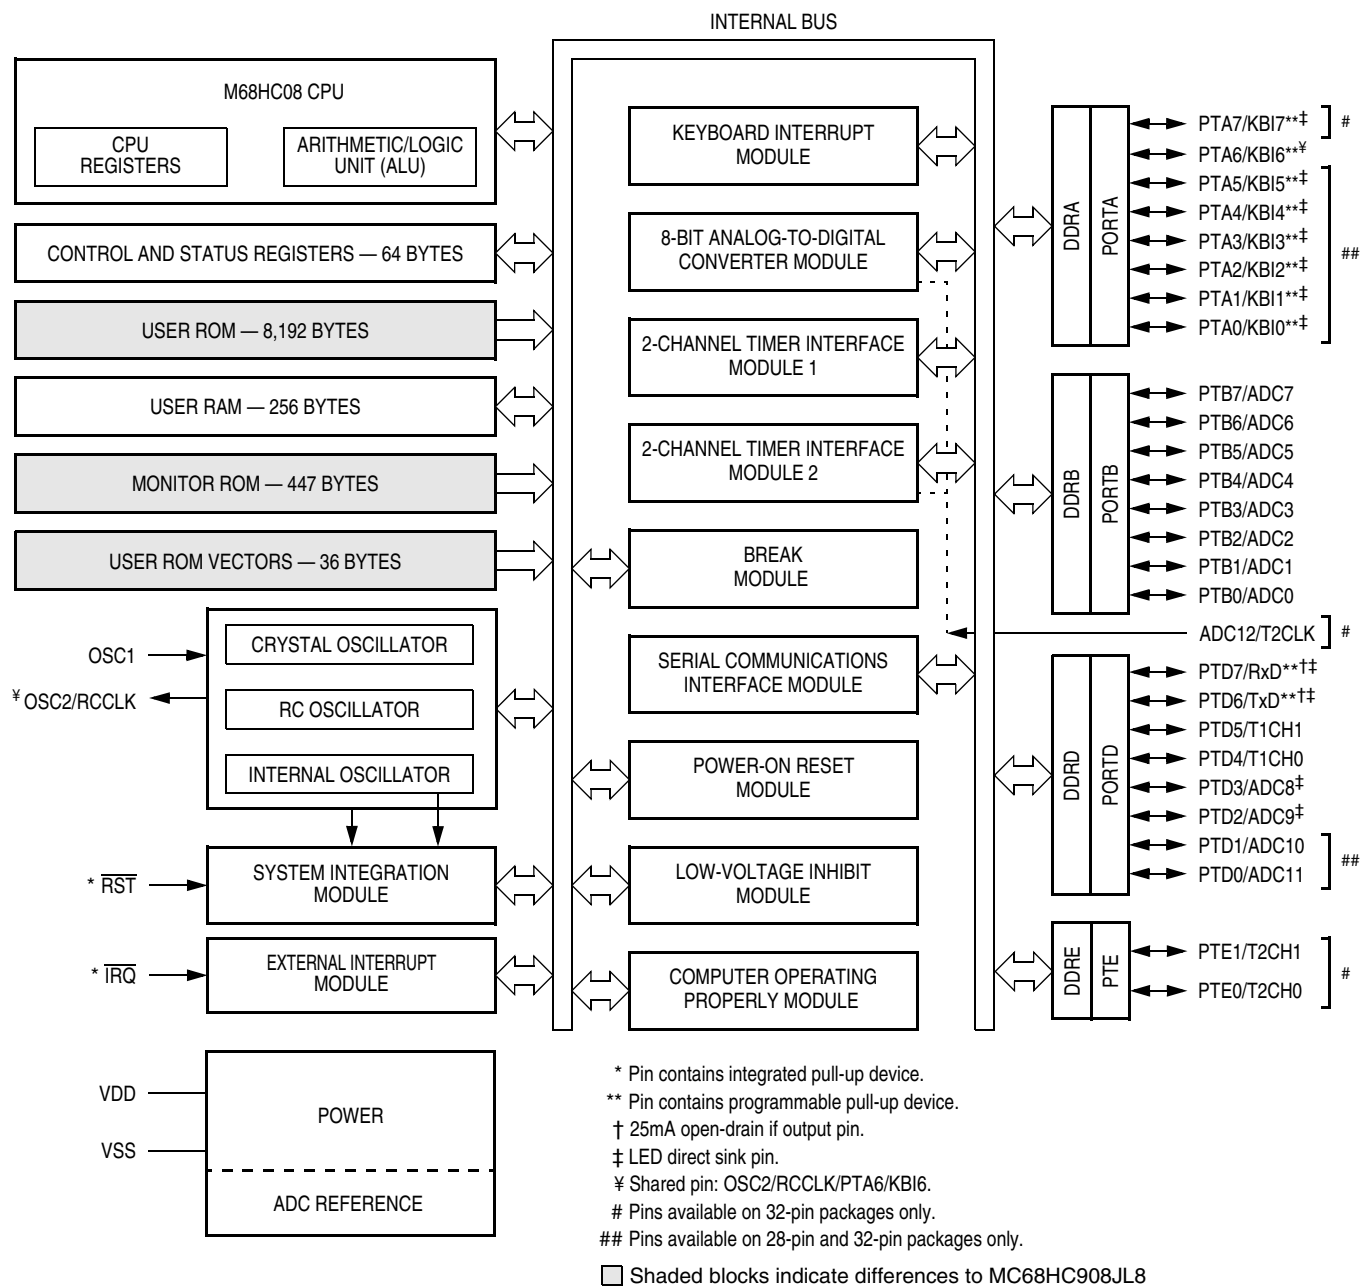 INTERNAL BUS
M68HC08 CPU
CPU
REGISTERS
ARITHMETIC/LOGIC
UNIT (ALU)
CONTROL AND STATUS REGISTERS — 64 BYTES
USER ROM — 8,192 BYTES
USER RAM — 256 BYTES
MONITOR ROM — 447 BYTES
USER ROM VECTORS — 36 BYTES
OSC1
¥ OSC2/RCCLK
CRYSTAL OSCILLATOR
RC OSCILLATOR
INTERNAL OSCILLATOR
* RST
SYSTEM INTEGRATION
MODULE
* IRQ
EXTERNAL INTERRUPT
MODULE
VDD
VSS
POWER
ADC REFERENCE
KEYBOARD INTERRUPT
MODULE
8-BIT ANALOG-TO-DIGITAL
CONVERTER MODULE
2-CHANNEL TIMER INTERFACE
MODULE 1
2-CHANNEL TIMER INTERFACE
MODULE 2
BREAK
MODULE
SERIAL COMMUNICATIONS
INTERFACE MODULE
POWER-ON RESET
MODULE
LOW-VOLTAGE INHIBIT
MODULE
COMPUTER OPERATING
PROPERLY MODULE
DDRA
PORTA
PTA7/KBI7**‡
#
PTA6/KBI6**¥
PTA5/KBI5**‡
PTA4/KBI4**‡
PTA3/KBI3**‡
PTA2/KBI2**‡
PTA1/KBI1**‡
PTA0/KBI0**‡
##
DDRB
PORTB
PTB7/ADC7
PTB6/ADC6
PTB5/ADC5
PTB4/ADC4
PTB3/ADC3
PTB2/ADC2
PTB1/ADC1
PTB0/ADC0
ADC12/T2CLK
#
DDRD
PORTD
PTD7/RxD**†‡
PTD6/TxD**†‡
PTD5/T1CH1
PTD4/T1CH0
PTD3/ADC8‡
PTD2/ADC9‡
PTD1/ADC10
PTD0/ADC11
##
DDRE
PTE
PTE1/T2CH1
PTE0/T2CH0
#
* Pin contains integrated pull-up device.
** Pin contains programmable pull-up device.
† 25mA open-drain if output pin.
‡ LED direct sink pin.
¥ Shared pin: OSC2/RCCLK/PTA6/KBI6.
# Pins available on 32-pin packages only.
## Pins available on 28-pin and 32-pin packages only.
Shaded blocks indicate differences to MC68HC908JL8